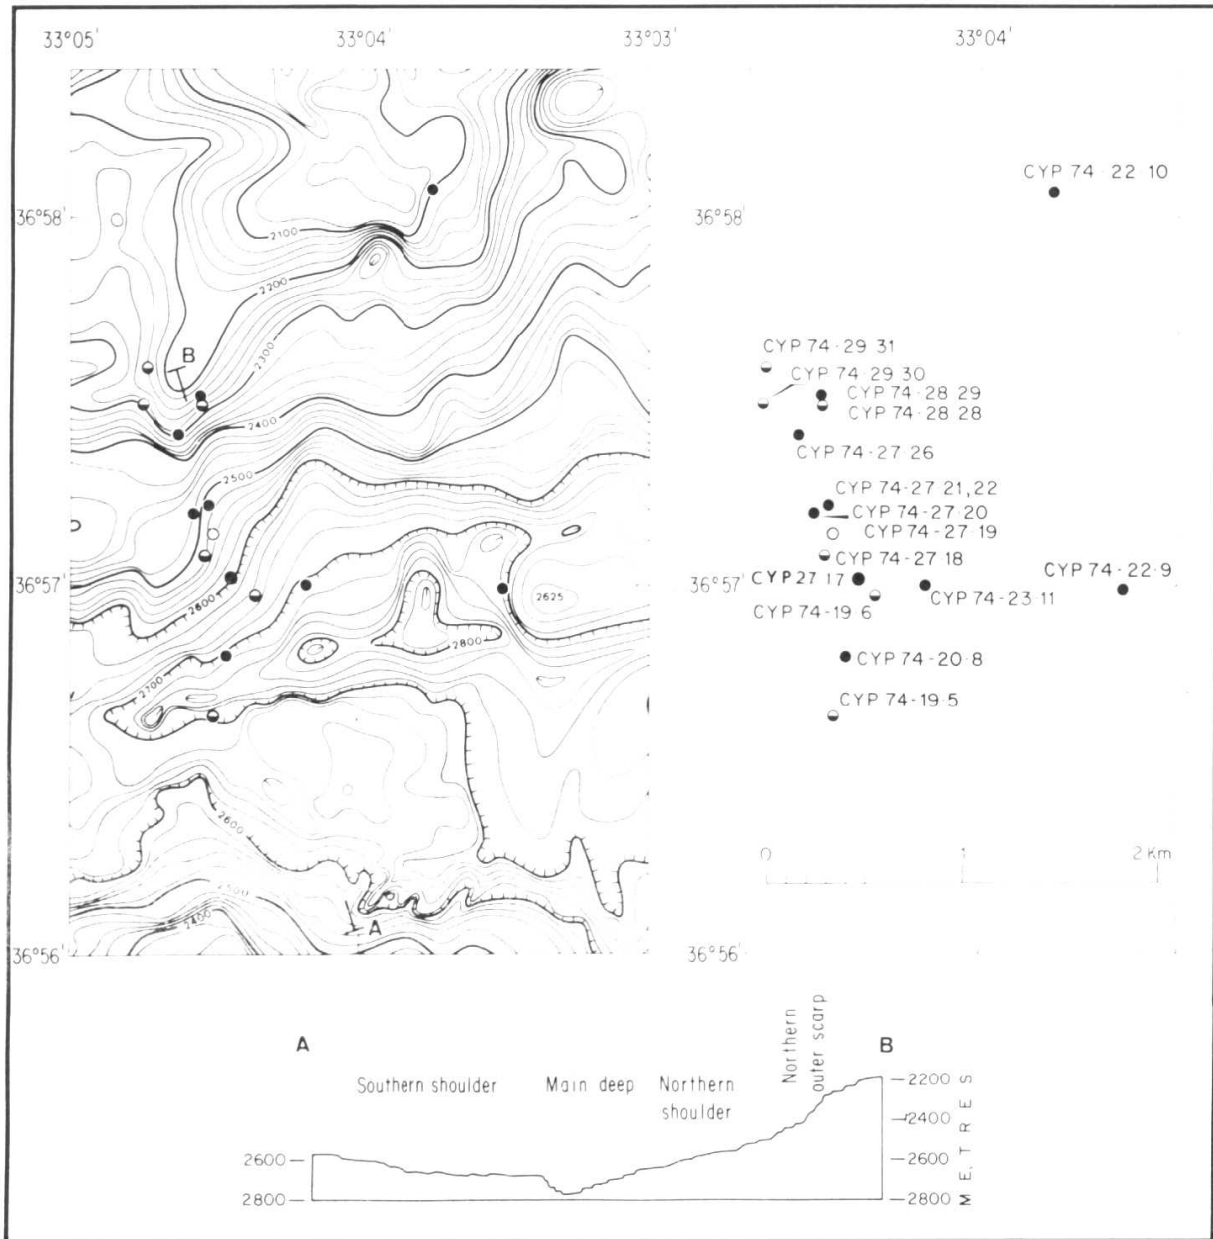 33°05' 33°04' 33°03' 33°04'
CYP 74-22-10
36°58' 36°58'
2100
2200
CYP 74-29 31
B
CYP 74-29 30
2300
CYP 74-28 29
CYP 74-28 28
2400
CYP 74-27 26
2500
CYP 74-27 21,22
CYP 74-27 20
CYP 74-27 19
CYP 74-27 18
36°57' 36°57' CYP 27 17 CYP 74-22-9
2600 2625
CYP 74-23 11
CYP 74-19 6
2800
CYP 74-20-8
2700
CYP 74-19 5
2600
0 1 2 Km
2500
2400
A
36°56' 36°56'
A B
Northern outer scarp
Southern shoulder Main deep Northern
shoulder
2200
2400
2600 2600
2800 2800
METRES